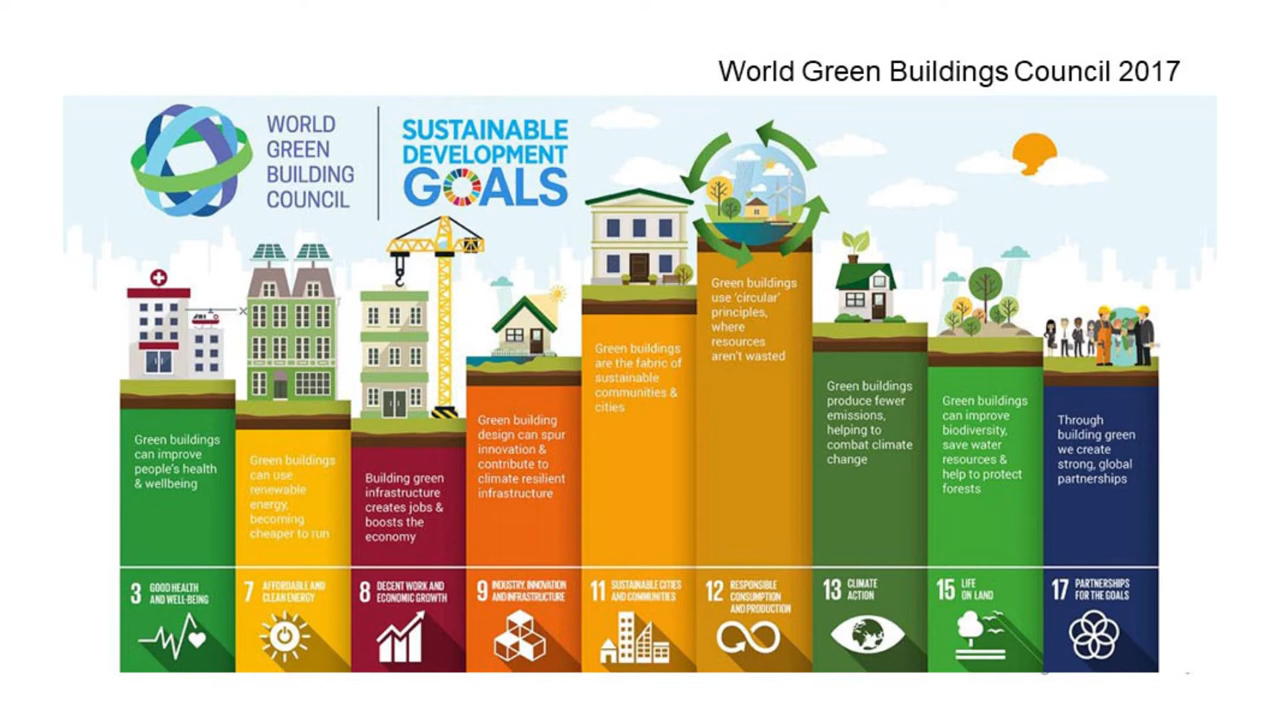 World Green Buildings Council 2017
WORLD
GREEN
BUILDING
COUNCIL
SUSTAINABLE
DEVELOPMENT
GOALS
Green buildings
can improve
people's health
& wellbeing
Green buildings
can use
renewable
energy,
becoming
cheaper to run
Building green
infrastructure
creates jobs &
boosts the
economy
Green building
design can spur
innovation &
contribute to
climate resilient
infrastructure
Green buildings
are the fabric of
sustainable
communities &
cities
Green buildings
use 'circular'
principles,
where
resources
aren't wasted
Green buildings
produce fewer
emissions,
helping to
combat climate
change
Green buildings
can improve
biodiversity,
save water
resources &
help to protect
forests
Through
building green
we create
strong, global
partnerships
3 GOOD HEALTH
AND WELL-BEING
7 AFFORDABLE AND
CLEAN ENERGY
8 DECENT WORK AND
ECONOMIC GROWTH
9 INDUSTRY, INNOVATION
AND INFRASTRUCTURE
11 SUSTAINABLE CITIES
AND COMMUNITIES
12 RESPONSIBLE
CONSUMPTION
AND PRODUCTION
13 CLIMATE
ACTION
15 LIFE
ON LAND
17 PARTNERSHIPS
FOR THE GOALS